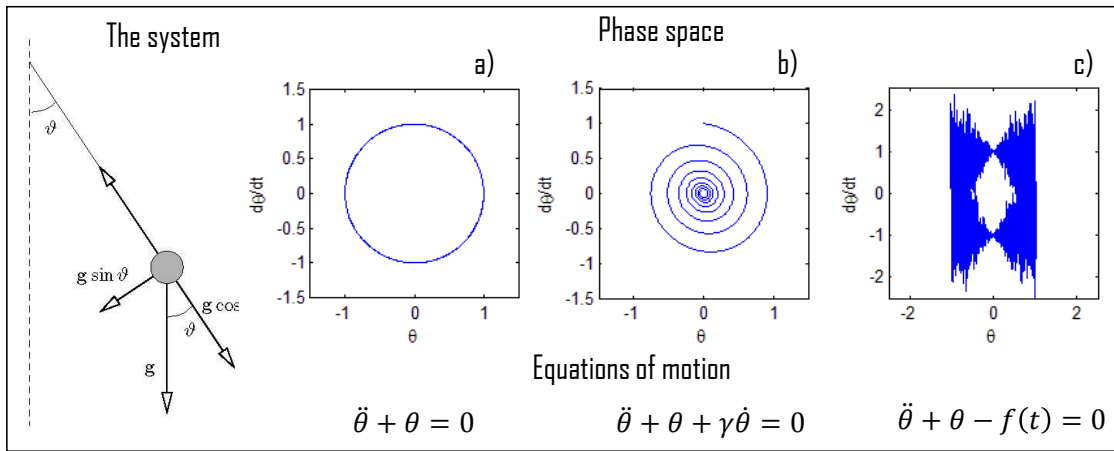 The system
Phase space
ϑ
g sin ϑ
g cos
ϑ
g
a)
1.5
1
0.5
0
-0.5
-1
-1.5
dθ/dt
-1
0
1
θ
b)
1.5
1
0.5
0
-0.5
-1
-1.5
dθ/dt
-1
0
1
θ
c)
2
1
0
-1
-2
dθ/dt
-2
0
2
θ
Equations of motion
θ̈ + θ = 0
θ̈ + θ + γθ̇ = 0
θ̈ + θ − f(t) = 0